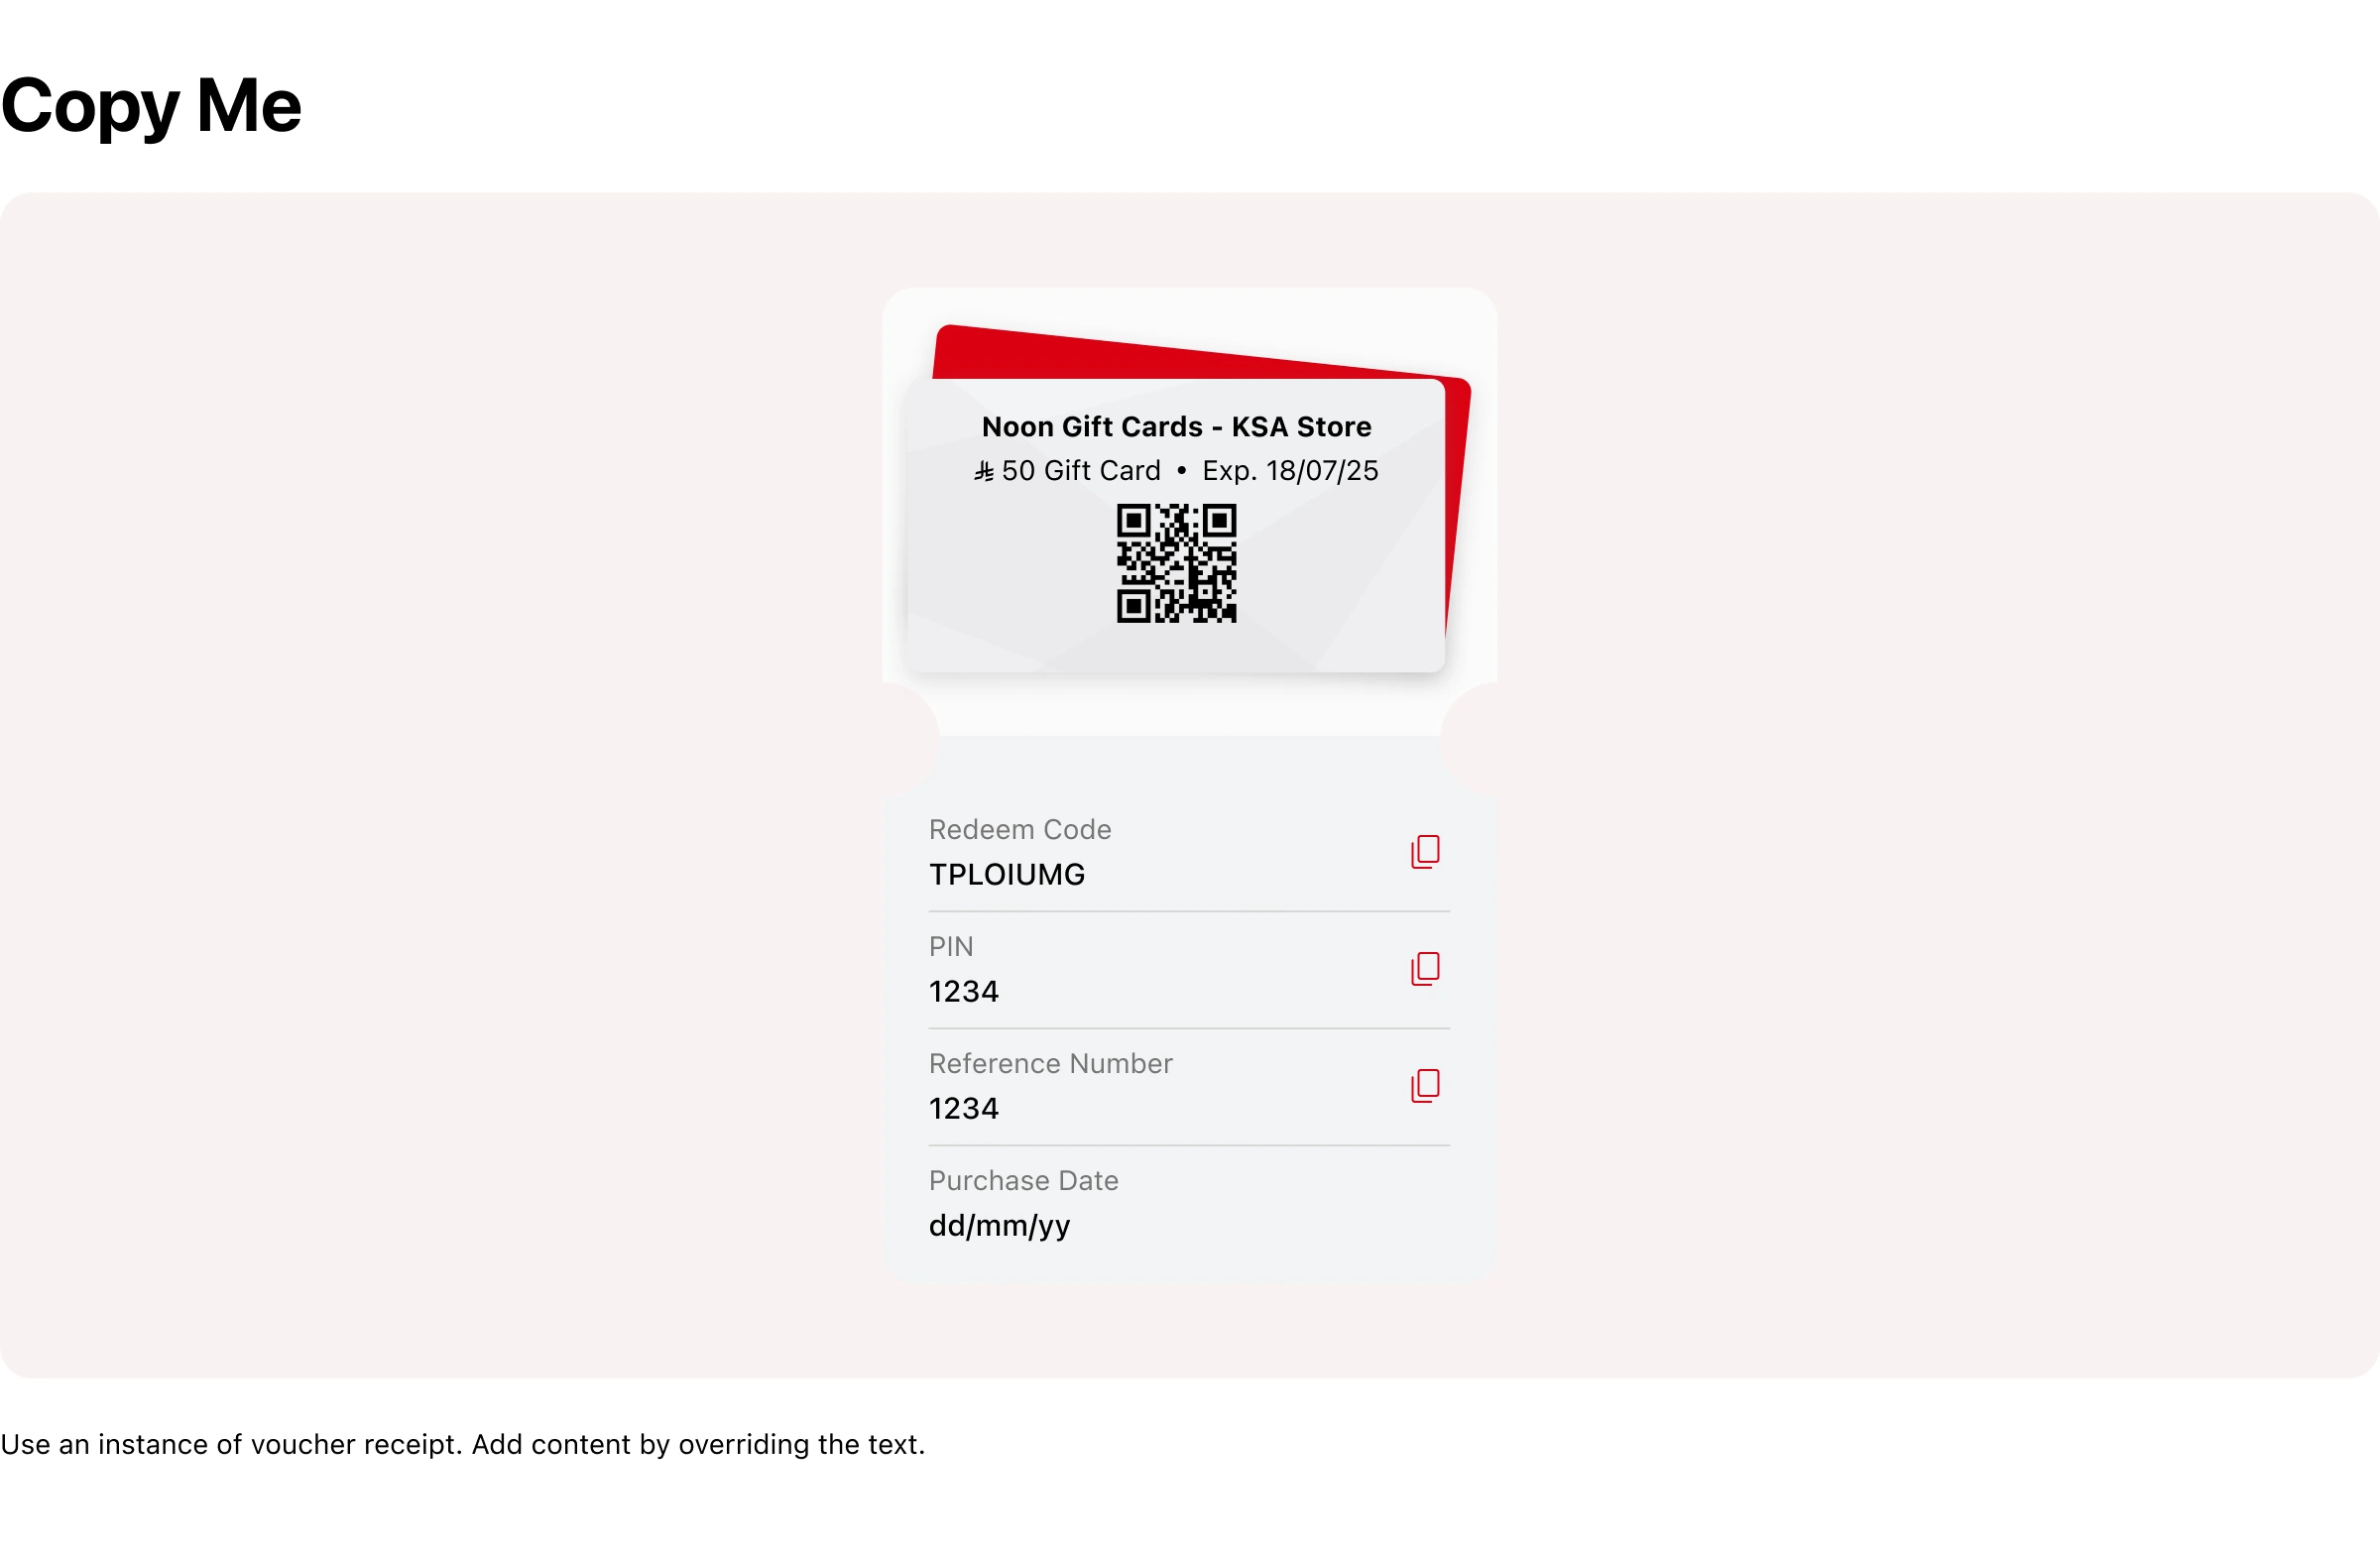 Copy Me
Noon Gift Cards - KSA Store
⃁ 50 Gift Card • Exp. 18/07/25
Redeem Code
TPLOIUMG
PIN
1234
Reference Number
1234
Purchase Date
dd/mm/yy
Use an instance of voucher receipt. Add content by overriding the text.